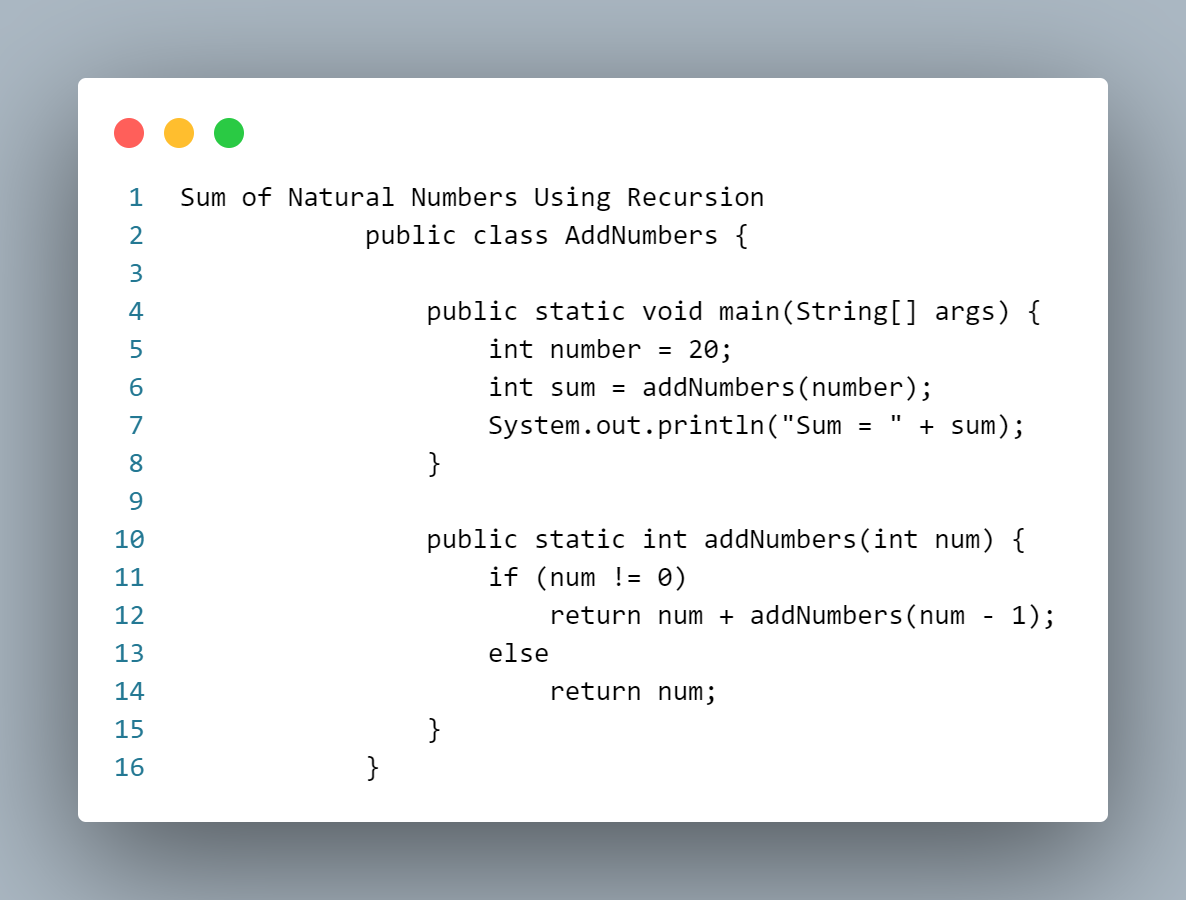 1 Sum of Natural Numbers Using Recursion
2             public class AddNumbers {
3
4                 public static void main(String[] args) {
5                     int number = 20;
6                     int sum = addNumbers(number);
7                     System.out.println("Sum = " + sum);
8                 }
9
10                 public static int addNumbers(int num) {
11                     if (num != 0)
12                         return num + addNumbers(num - 1);
13                     else
14                         return num;
15                 }
16             }